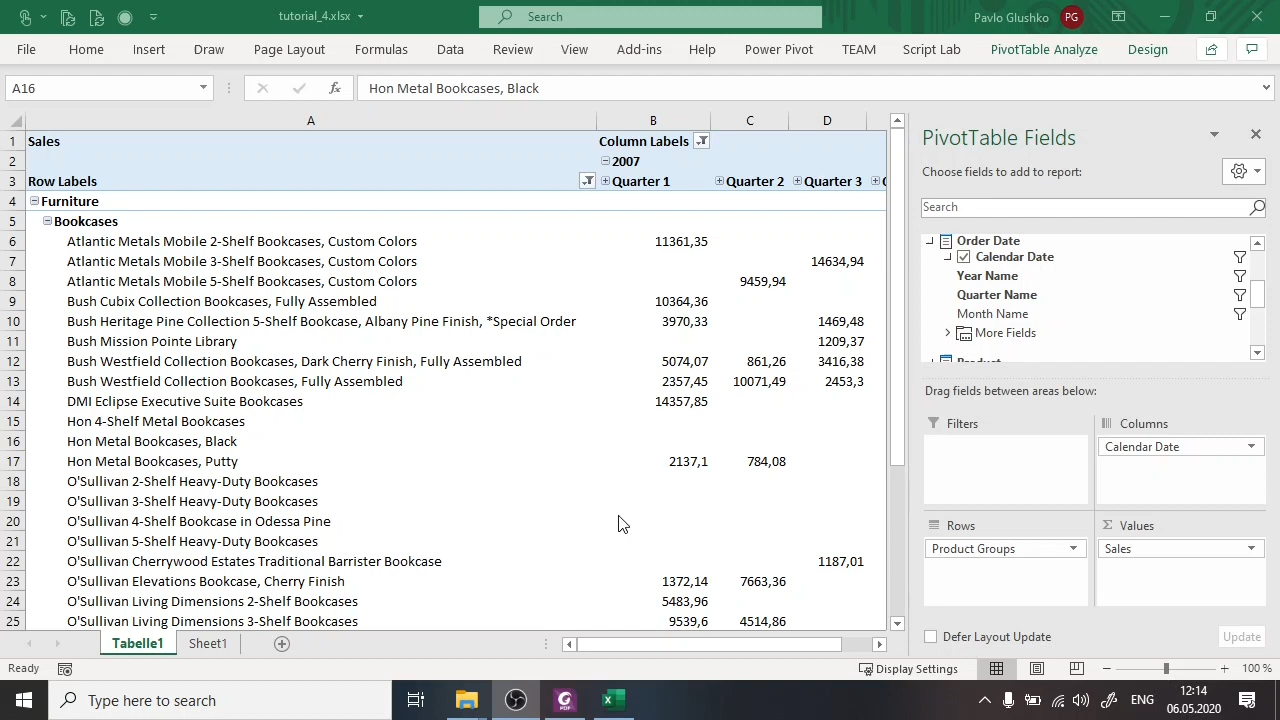 tutorial_4.xlsx
Search
Pavlo Glushko
PG
File Home Insert Draw Page Layout Formulas Data Review View Add-ins Help Power Pivot TEAM Script Lab PivotTable Analyze Design
A16
fx
Hon Metal Bookcases, Black
A B C D
1 Sales Column Labels
2 2007
3 Row Labels Quarter 1 Quarter 2 Quarter 3
4 Furniture
5 Bookcases
6 Atlantic Metals Mobile 2-Shelf Bookcases, Custom Colors 11361,35
7 Atlantic Metals Mobile 3-Shelf Bookcases, Custom Colors 14634,94
8 Atlantic Metals Mobile 5-Shelf Bookcases, Custom Colors 9459,94
9 Bush Cubix Collection Bookcases, Fully Assembled 10364,36
10 Bush Heritage Pine Collection 5-Shelf Bookcase, Albany Pine Finish, *Special Order 3970,33 1469,48
11 Bush Mission Pointe Library 1209,37
12 Bush Westfield Collection Bookcases, Dark Cherry Finish, Fully Assembled 5074,07 861,26 3416,38
13 Bush Westfield Collection Bookcases, Fully Assembled 2357,45 10071,49 2453,3
14 DMI Eclipse Executive Suite Bookcases 14357,85
15 Hon 4-Shelf Metal Bookcases
16 Hon Metal Bookcases, Black
17 Hon Metal Bookcases, Putty 2137,1 784,08
18 O'Sullivan 2-Shelf Heavy-Duty Bookcases
19 O'Sullivan 3-Shelf Heavy-Duty Bookcases
20 O'Sullivan 4-Shelf Bookcase in Odessa Pine
21 O'Sullivan 5-Shelf Heavy-Duty Bookcases
22 O'Sullivan Cherrywood Estates Traditional Barrister Bookcase 1187,01
23 O'Sullivan Elevations Bookcase, Cherry Finish 1372,14 7663,36
24 O'Sullivan Living Dimensions 2-Shelf Bookcases 5483,96
25 O'Sullivan Living Dimensions 3-Shelf Bookcases 9539,6 4514,86
PivotTable Fields
Choose fields to add to report:
Search
Order Date
Calendar Date
Year Name
Quarter Name
Month Name
More Fields
Drag fields between areas below:
Filters
Columns
Calendar Date
Rows
Values
Product Groups
Sales
Defer Layout Update
Update
Tabelle1 Sheet1
Ready
Display Settings
100 %
Type here to search
PDF
ENG
12:14
06.05.2020